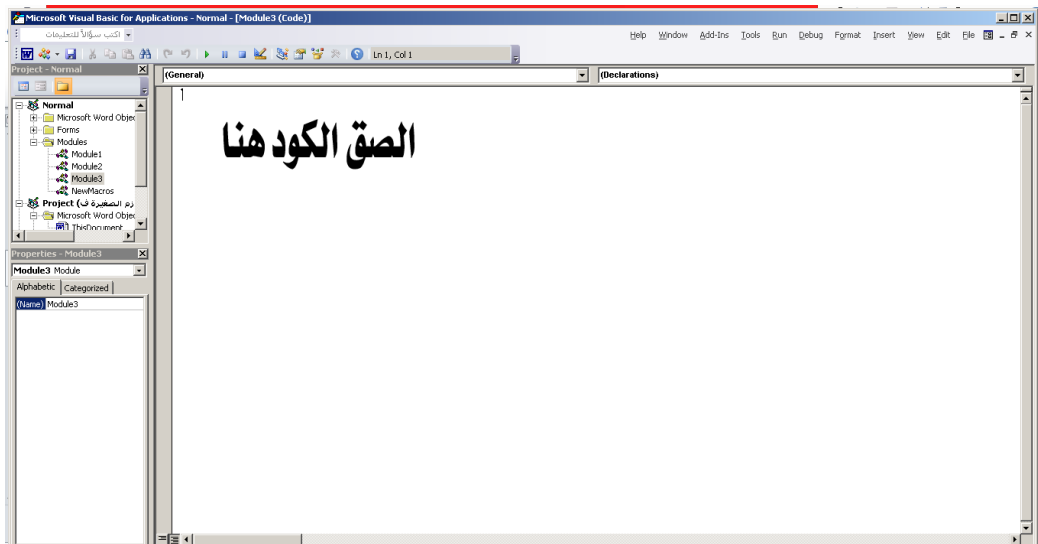 Microsoft Visual Basic for Applications - Normal - [Module3 (Code)]
اكتب سؤالاً للتعليمات
Help Window Add-Ins Tools Run Debug Format Insert View Edit File
Ln 1, Col 1
Project - Normal
(General)
(Declarations)
Normal
Microsoft Word Objec
Forms
Modules
Module1
Module2
Module3
NewMacros
Project (زم الصغيرة ف
Microsoft Word Objec
ThisDocument
الصق الكود هنا
Properties - Module3
Module3 Module
Alphabetic Categorized
(Name) Module3